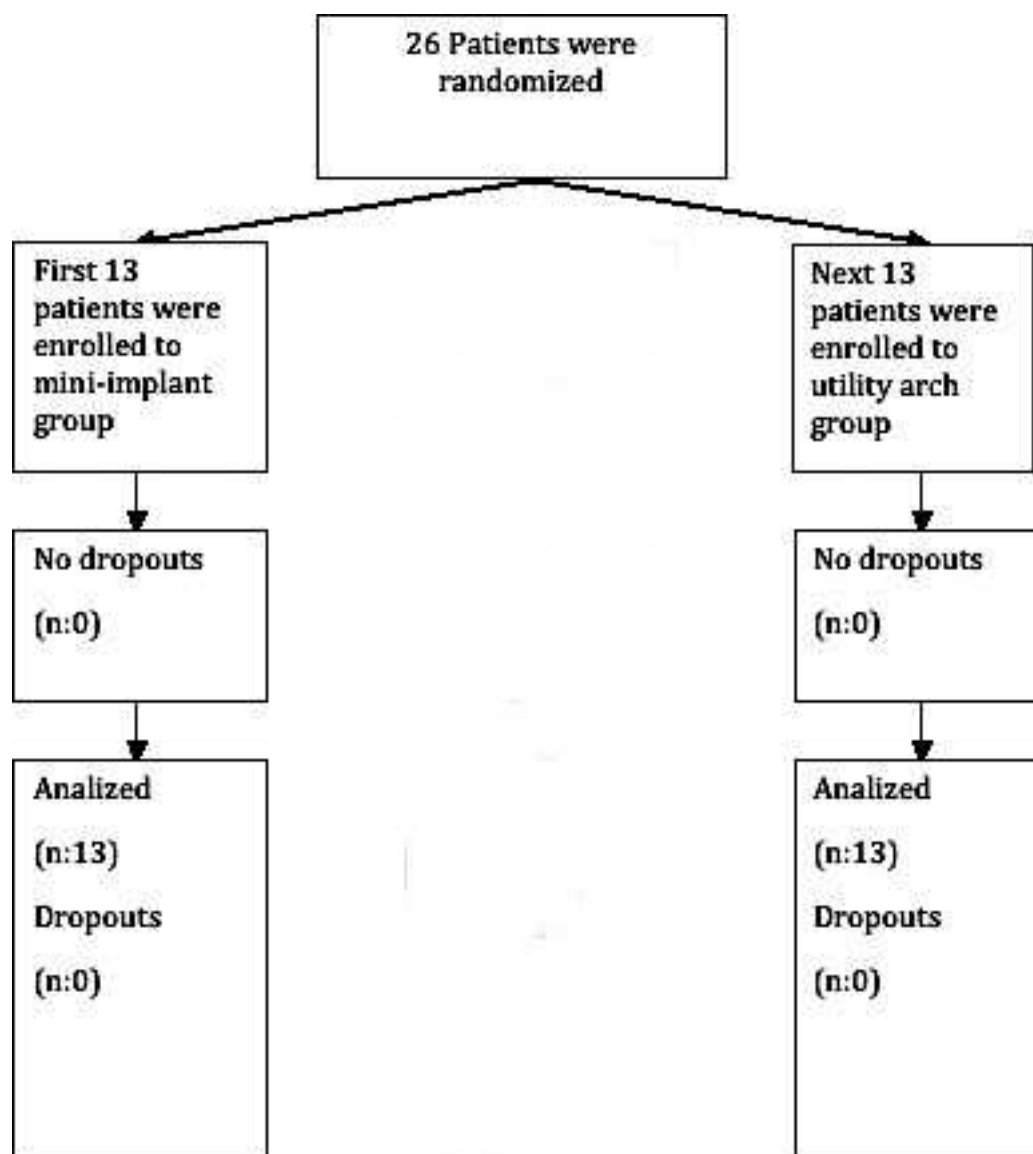 26 Patients were
randomized
First 13
patients were
enrolled to
mini-implant
group
Next 13
patients were
enrolled to
utility arch
group
No dropouts
(n:0)
No dropouts
(n:0)
Analized
(n:13)
Dropouts
(n:0)
Analized
(n:13)
Dropouts
(n:0)